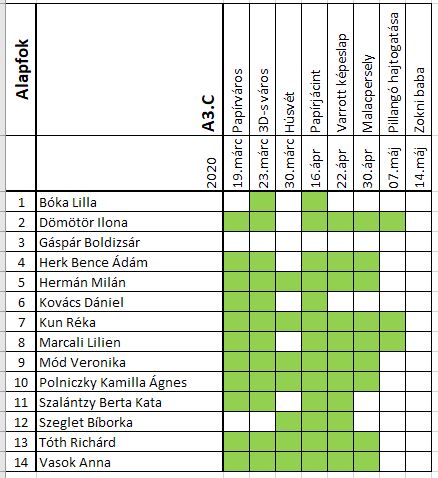 Alapfok
A3.C
2020
19.márc Papírváros
23.márc 3D-s város
30.márc Húsvét
16.ápr Papírjácint
22.ápr Varrott képeslap
30.ápr Malacpersely
07.máj Pillangó hajtogatása
14.máj Zokni baba
1 Bóka Lilla
2 Dömötör Ilona
3 Gáspár Boldizsár
4 Herk Bence Ádám
5 Hermán Milán
6 Kovács Dániel
7 Kun Réka
8 Marcali Lilien
9 Mód Veronika
10 Polniczky Kamilla Ágnes
11 Szalántzy Berta Kata
12 Szeglet Bíborka
13 Tóth Richárd
14 Vasok Anna